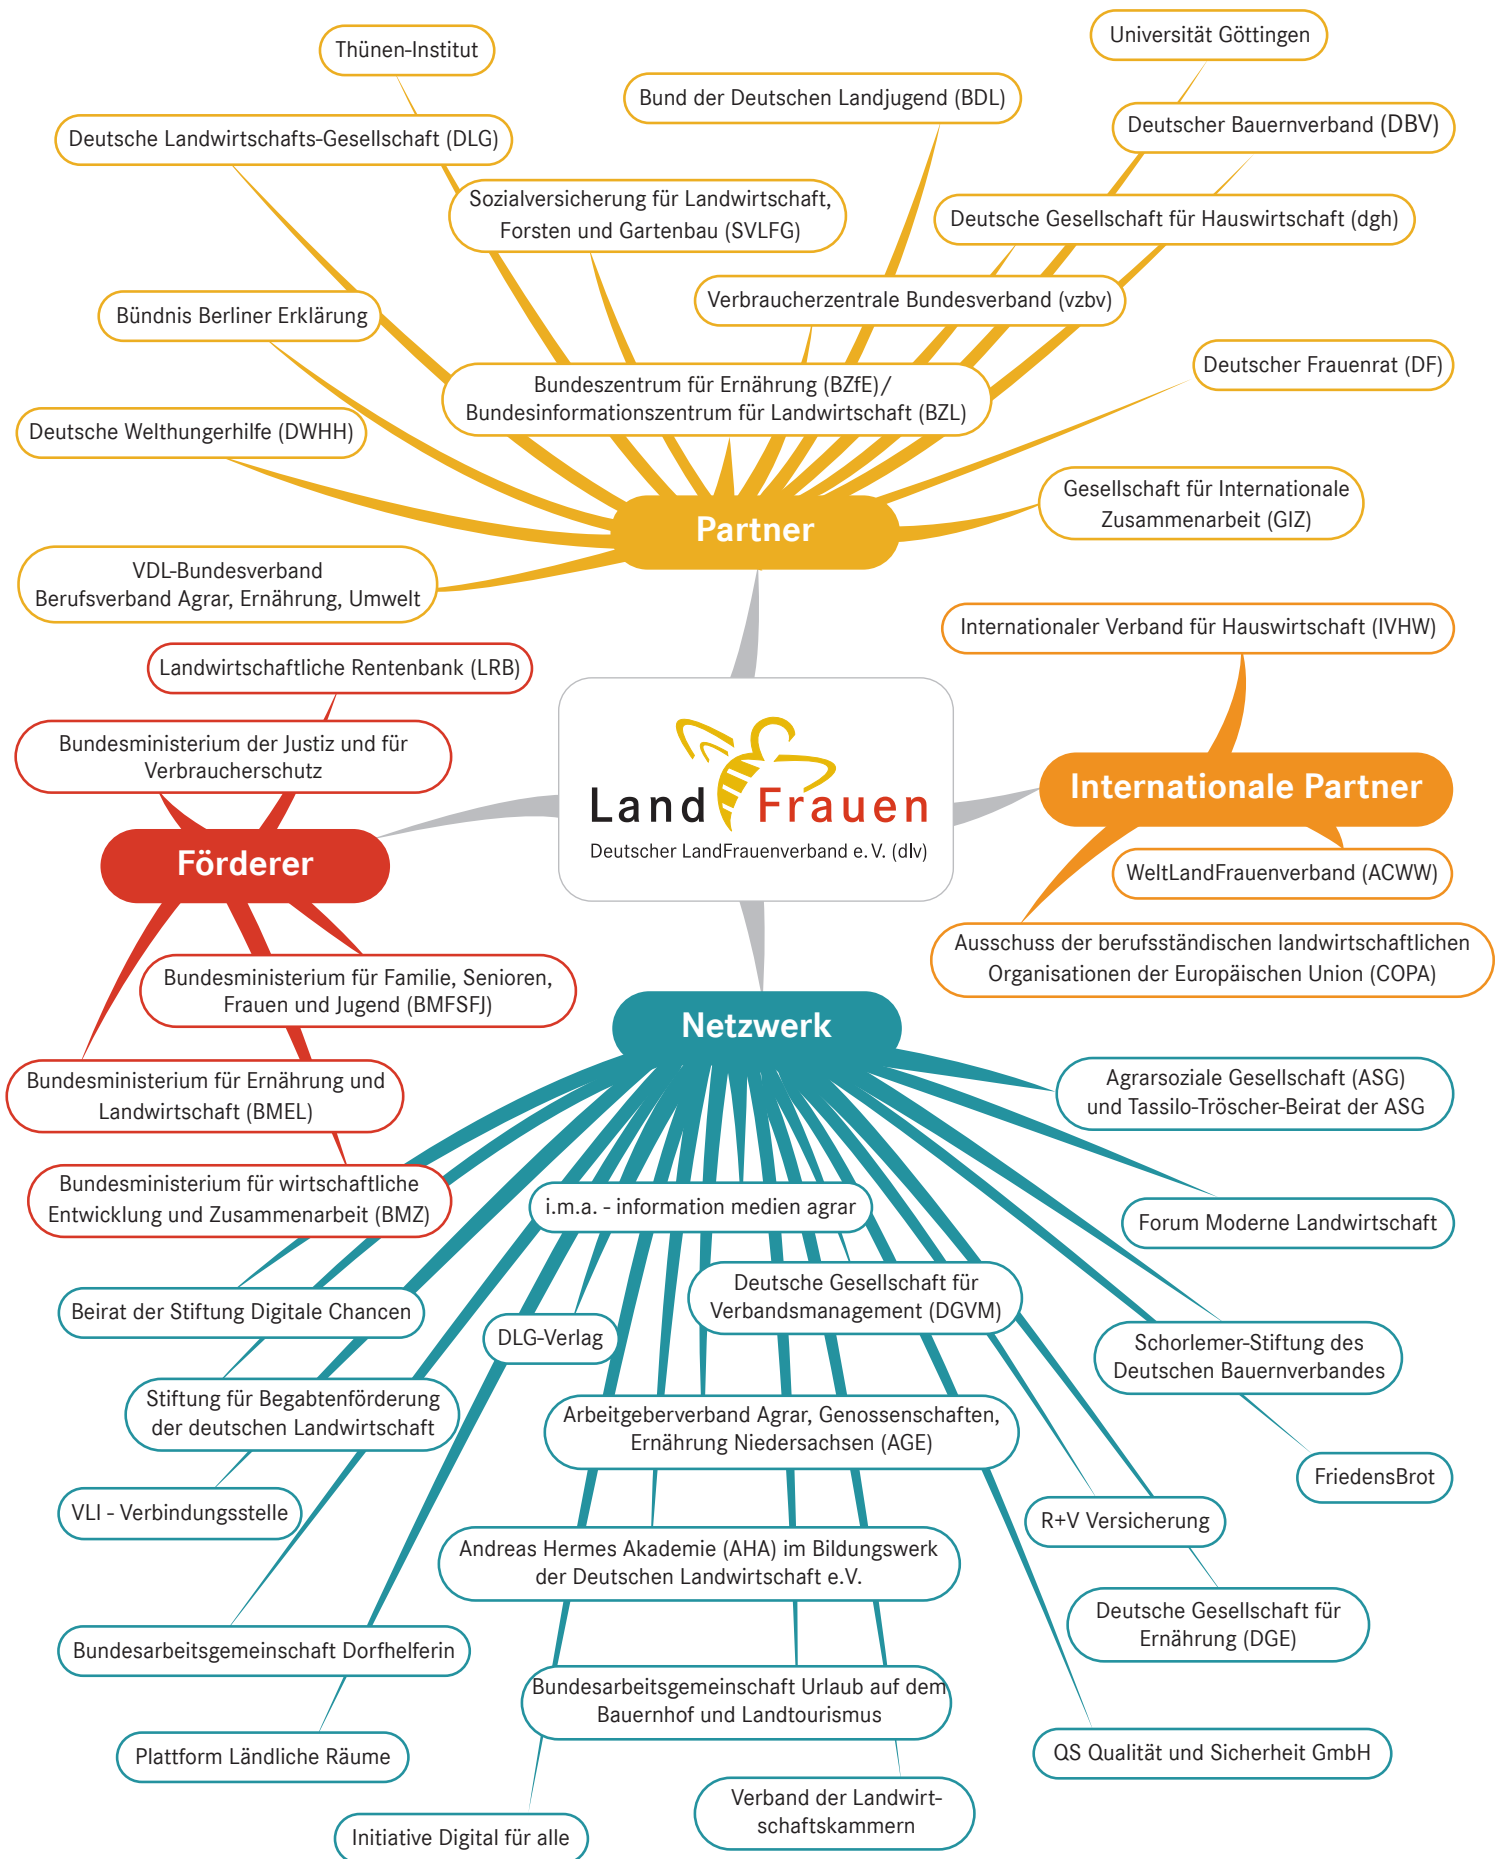 Thünen-Institut
Universität Göttingen
Bund der Deutschen Landjugend (BDL)
Deutsche Landwirtschafts-Gesellschaft (DLG)
Deutscher Bauernverband (DBV)
Sozialversicherung für Landwirtschaft,
Forsten und Gartenbau (SVLFG)
Deutsche Gesellschaft für Hauswirtschaft (dgh)
Bündnis Berliner Erklärung
Verbraucherzentrale Bundesverband (vzbv)
Bundeszentrum für Ernährung (BZfE)/
Bundesinformationszentrum für Landwirtschaft (BZL)
Deutscher Frauenrat (DF)
Deutsche Welthungerhilfe (DWHH)
Gesellschaft für Internationale
Zusammenarbeit (GIZ)
Partner
VDL-Bundesverband
Berufsverband Agrar, Ernährung, Umwelt
Internationaler Verband für Hauswirtschaft (IVHW)
Landwirtschaftliche Rentenbank (LRB)
Bundesministerium der Justiz und für
Verbraucherschutz
Internationale Partner
Land Frauen
Deutscher LandFrauenverband e. V. (dlv)
Förderer
WeltLandFrauenverband (ACWW)
Ausschuss der berufsständischen landwirtschaftlichen
Organisationen der Europäischen Union (COPA)
Bundesministerium für Familie, Senioren,
Frauen und Jugend (BMFSFJ)
Netzwerk
Bundesministerium für Ernährung und
Landwirtschaft (BMEL)
Agrarsoziale Gesellschaft (ASG)
und Tassilo-Tröscher-Beirat der ASG
Bundesministerium für wirtschaftliche
Entwicklung und Zusammenarbeit (BMZ)
i.m.a. - information medien agrar
Forum Moderne Landwirtschaft
Beirat der Stiftung Digitale Chancen
Deutsche Gesellschaft für
Verbandsmanagement (DGVM)
DLG-Verlag
Schorlemer-Stiftung des
Deutschen Bauernverbandes
Stiftung für Begabtenförderung
der deutschen Landwirtschaft
Arbeitgeberverband Agrar, Genossenschaften,
Ernährung Niedersachsen (AGE)
FriedensBrot
VLI - Verbindungsstelle
R+V Versicherung
Andreas Hermes Akademie (AHA) im Bildungswerk
der Deutschen Landwirtschaft e.V.
Deutsche Gesellschaft für
Ernährung (DGE)
Bundesarbeitsgemeinschaft Dorfhelferin
Bundesarbeitsgemeinschaft Urlaub auf dem
Bauernhof und Landtourismus
Plattform Ländliche Räume
QS Qualität und Sicherheit GmbH
Verband der Landwirt-
schaftskammern
Initiative Digital für alle